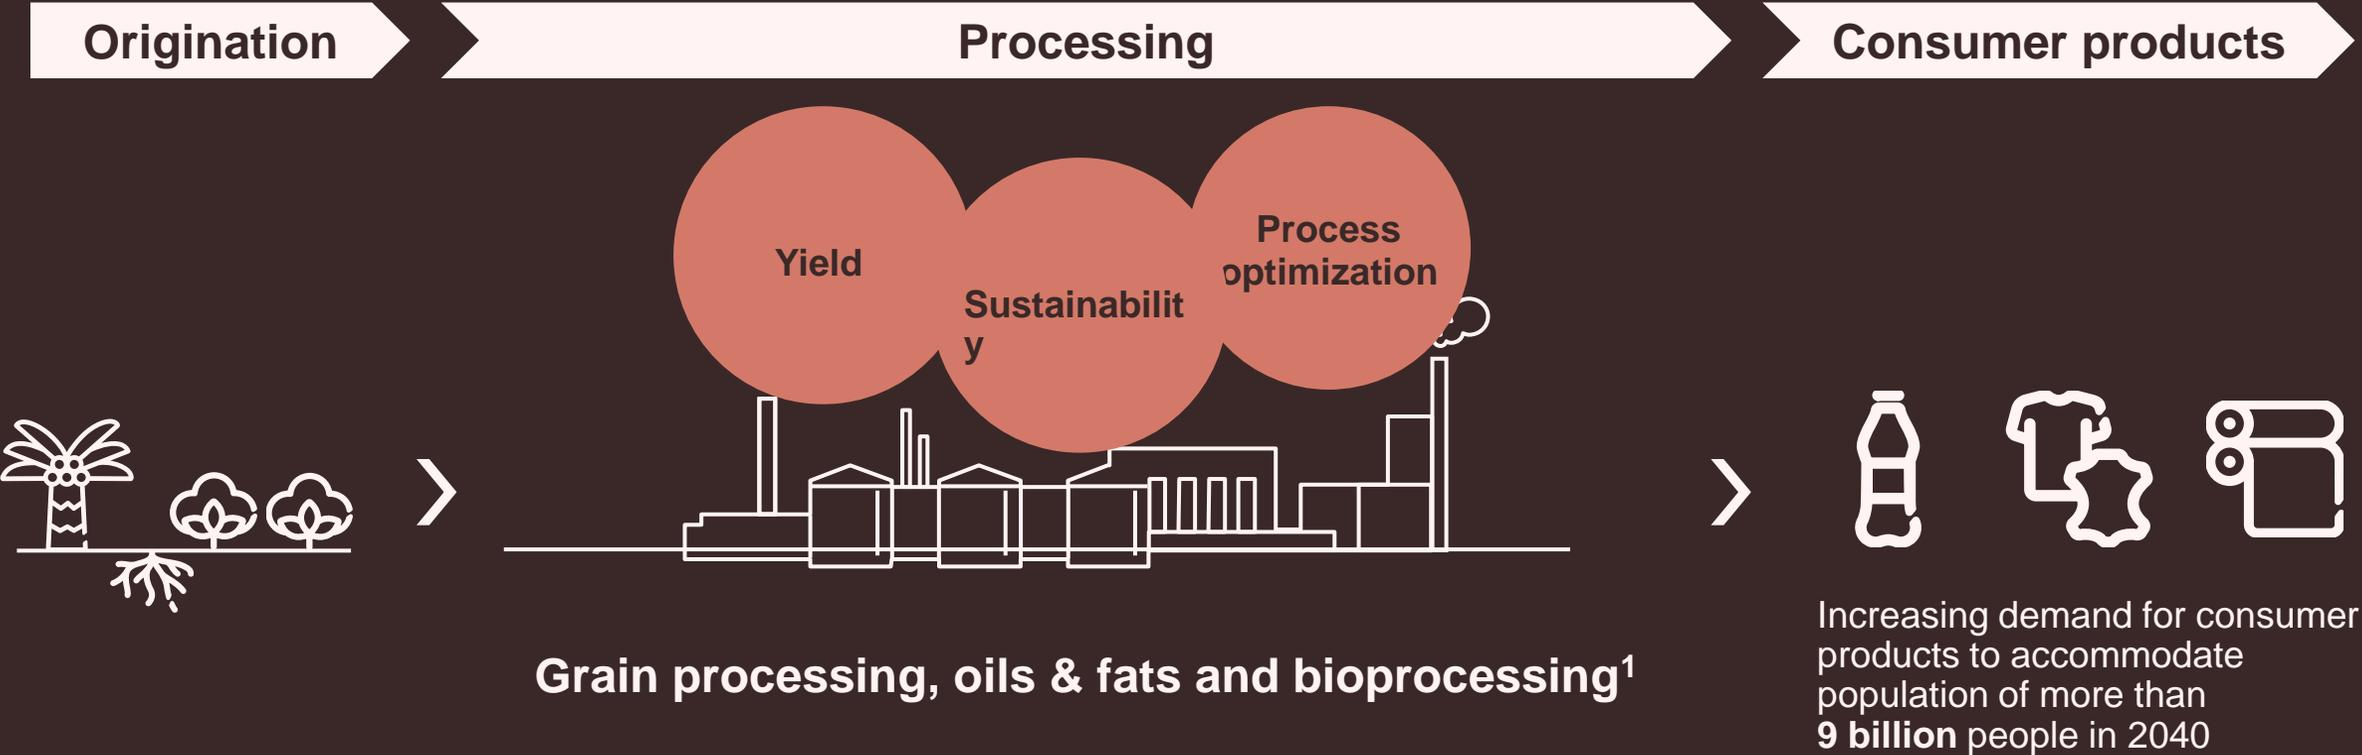 Origination
Processing
Consumer products
Yield
Sustainabilit
y
Process
optimization
Grain processing, oils & fats and bioprocessing¹
Increasing demand for consumer
products to accommodate
population of more than
9 billion people in 2040